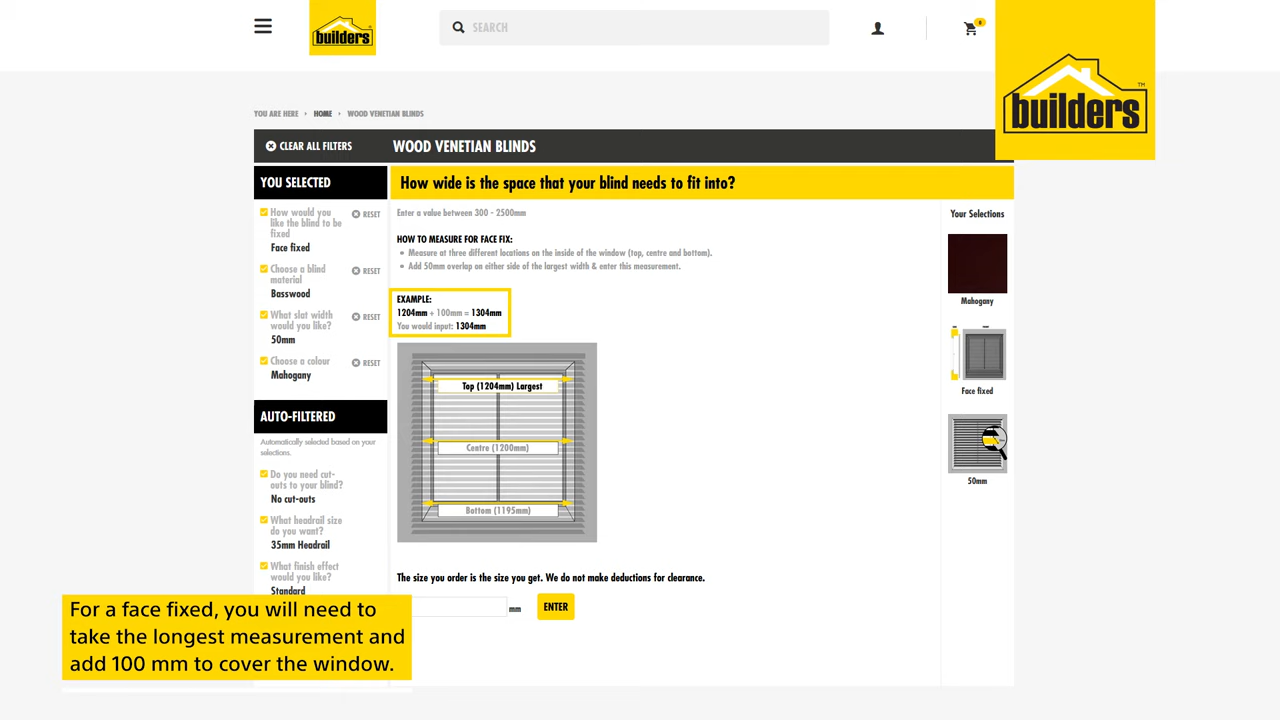 builders
SEARCH
0
builders™
YOU ARE HERE › HOME › WOOD VENETIAN BLINDS
CLEAR ALL FILTERS
WOOD VENETIAN BLINDS
YOU SELECTED
How would you
like the blind to be
fixed
RESET
Face fixed
Choose a blind
material
RESET
Basswood
What slat width
would you like?
RESET
50mm
Choose a colour
RESET
Mahogany
AUTO-FILTERED
Automatically selected based on your
selections.
Do you need cut-
outs to your blind?
No cut-outs
What headrail size
do you want?
35mm Headrail
What finish effect
would you like?
Standard
How wide is the space that your blind needs to fit into?
Enter a value between 300 - 2500mm
HOW TO MEASURE FOR FACE FIX:
• Measure at three different locations on the inside of the window (top, centre and bottom).
• Add 50mm overlap on either side of the largest width & enter this measurement.
EXAMPLE:
1204mm + 100mm = 1304mm
You would input: 1304mm
Top (1204mm) Largest
Centre (1200mm)
Bottom (1195mm)
The size you order is the size you get. We do not make deductions for clearance.
mm
ENTER
Your Selections
Mahogany
Face fixed
50mm
For a face fixed, you will need to
take the longest measurement and
add 100 mm to cover the window.